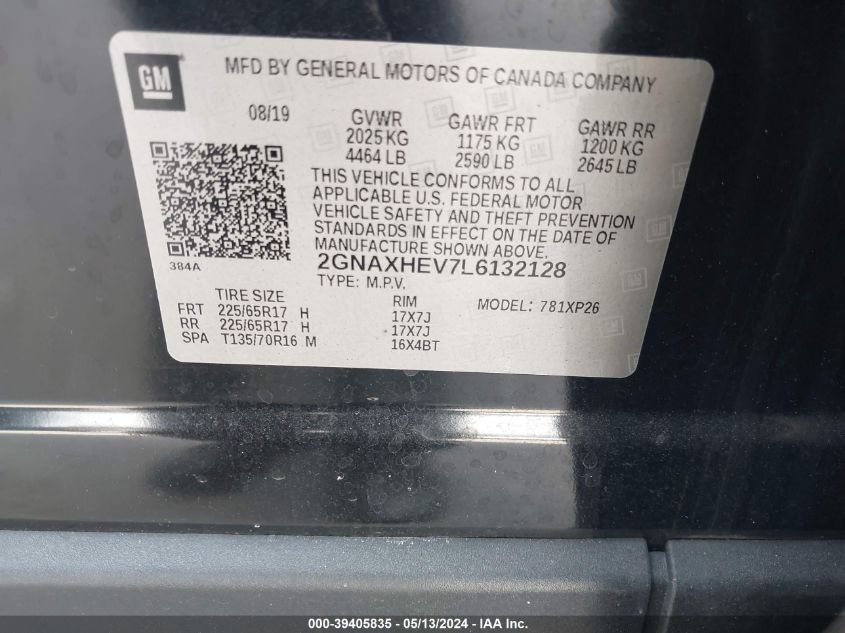 GM
MFD BY GENERAL MOTORS OF CANADA COMPANY
08/19 GVWR GAWR FRT GAWR RR
2025 KG 1175 KG 1200 KG
4464 LB 2590 LB 2645 LB
THIS VEHICLE CONFORMS TO ALL
APPLICABLE U.S. FEDERAL MOTOR
VEHICLE SAFETY AND THEFT PREVENTION
STANDARDS IN EFFECT ON THE DATE OF
MANUFACTURE SHOWN ABOVE.
384A 2GNAXHEV7L6132128
TYPE: M.P.V. MODEL: 781XP26
TIRE SIZE RIM
FRT 225/65R17 H 17X7J
RR 225/65R17 H 17X7J
SPA T135/70R16 M 16X4BT
000-39405835 - 05/13/2024 - IAA Inc.